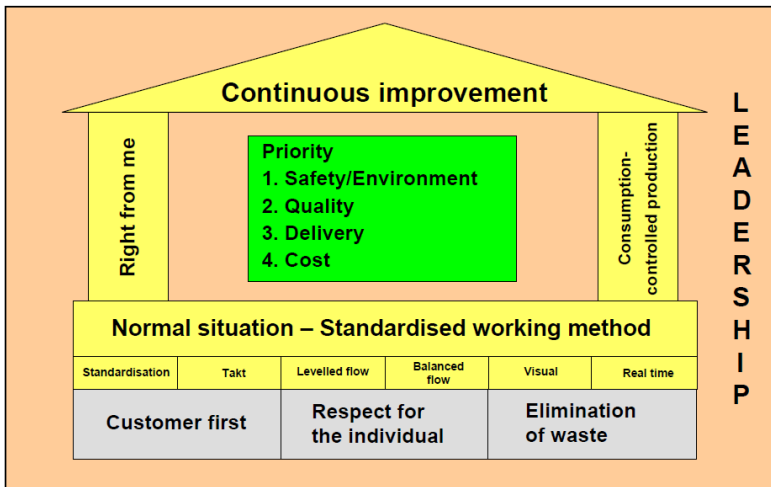 Continuous improvement
Right from me
Priority
1. Safety/Environment
2. Quality
3. Delivery
4. Cost
Consumption-
controlled production
Normal situation – Standardised working method
Standardisation
Takt
Levelled flow
Balanced
flow
Visual
Real time
Customer first
Respect for
the individual
Elimination
of waste
LEADERSHIP